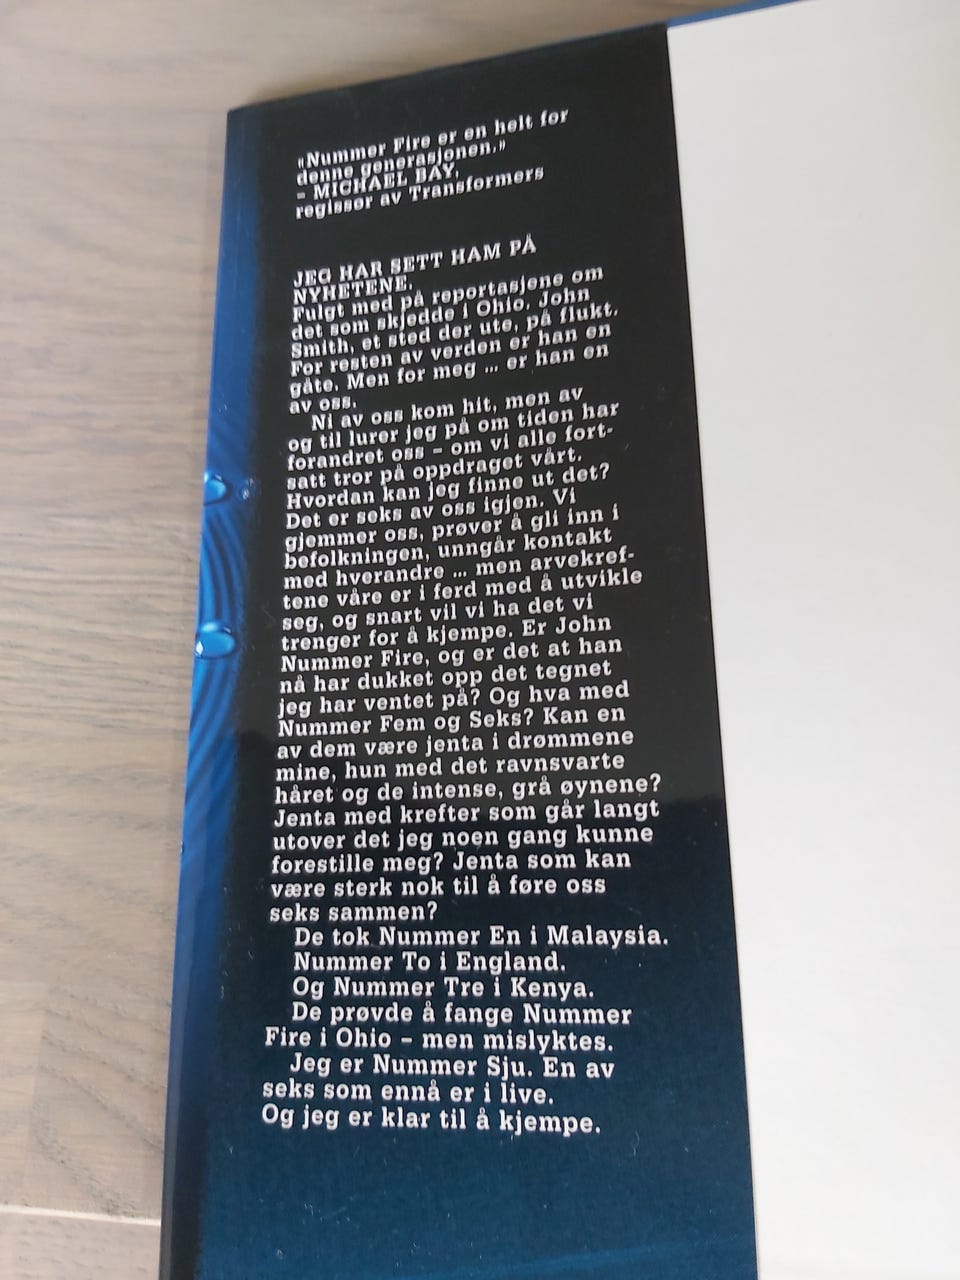 «Nummer Fire er en helt for
denne generasjonen.»
– MICHAEL BAY,
regissør av Transformers
JEG HAR SETT HAM PÅ
NYHETENE.
Fulgt med på reportasjene om
det som skjedde i Ohio. John
Smith, et sted der ute, på flukt.
For resten av verden er han en
gåte. Men for meg ... er han en
av oss.
Ni av oss kom hit, men av
og til lurer jeg på om tiden har
forandret oss – om vi alle fort-
satt tror på oppdraget vårt.
Hvordan kan jeg finne ut det?
Det er seks av oss igjen. Vi
gjemmer oss, prøver å gli inn i
befolkningen, unngår kontakt
med hverandre ... men arvekref-
tene våre er i ferd med å utvikle
seg, og snart vil vi ha det vi
trenger for å kjempe. Er John
Nummer Fire, og er det at han
nå har dukket opp det tegnet
jeg har ventet på? Og hva med
Nummer Fem og Seks? Kan en
av dem være jenta i drømmene
mine, hun med det ravnsvarte
håret og de intense, grå øynene?
Jenta med krefter som går langt
utover det jeg noen gang kunne
forestille meg? Jenta som kan
være sterk nok til å føre oss
seks sammen?
De tok Nummer En i Malaysia.
Nummer To i England.
Og Nummer Tre i Kenya.
De prøvde å fange Nummer
Fire i Ohio – men mislyktes.
Jeg er Nummer Sju. En av
seks som ennå er i live.
Og jeg er klar til å kjempe.